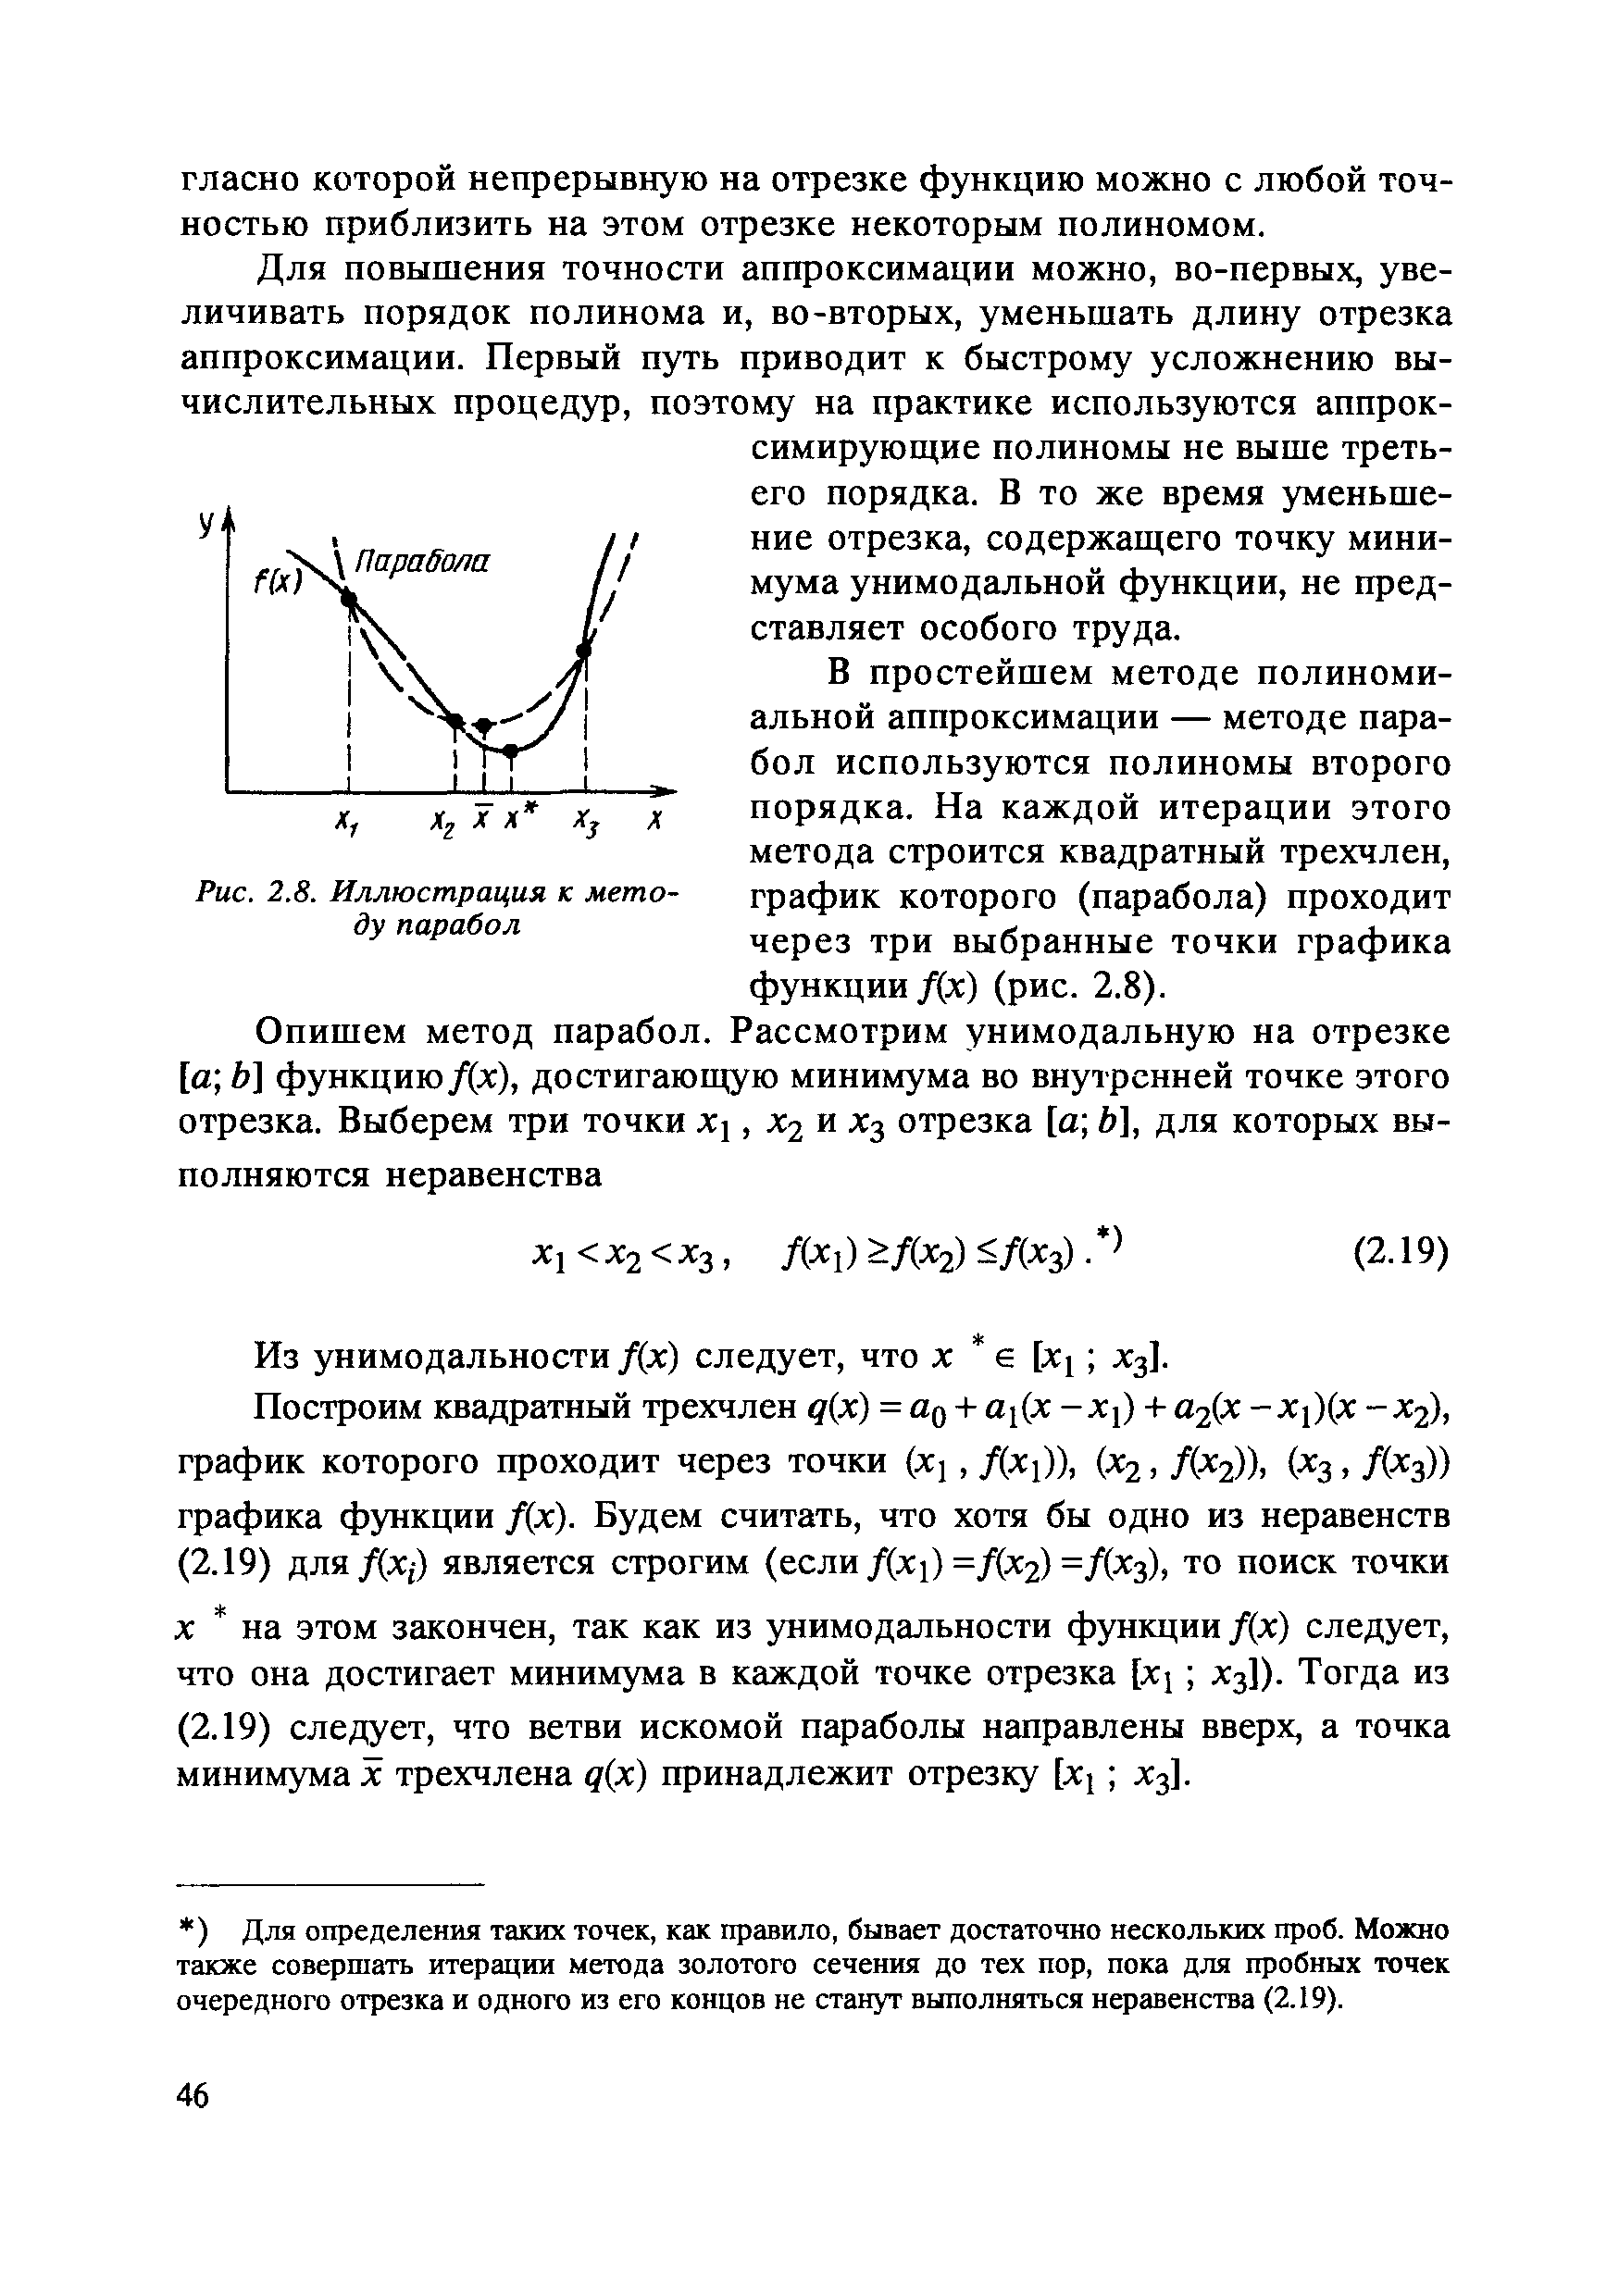 гласно которой непрерывную на отрезке функцию можно с любой точ-
ностью приблизить на этом отрезке некоторым полиномом.
Для повышения точности аппроксимации можно, во-первых, уве-
личивать порядок полинома и, во-вторых, уменьшать длину отрезка
аппроксимации. Первый путь приводит к быстрому усложнению вы-
числительных процедур, поэтому на практике используются аппрок-
симирующие полиномы не выше треть-
его порядка. В то же время уменьше-
ние отрезка, содержащего точку мини-
мума унимодальной функции, не пред-
ставляет особого труда.
В простейшем методе полиноми-
альной аппроксимации — методе пара-
бол используются полиномы второго
порядка. На каждой итерации этого
метода строится квадратный трехчлен,
график которого (парабола) проходит
через три выбранные точки графика
функции f(x) (рис. 2.8).
y
f(x)
Парабола
x₁ x₂ x̄ x* x₃ x
Рис. 2.8. Иллюстрация к мето-
ду парабол
Опишем метод парабол. Рассмотрим унимодальную на отрезке
[a; b] функцию f(x), достигающую минимума во внутренней точке этого
отрезка. Выберем три точки x₁ , x₂ и x₃ отрезка [a; b], для которых вы-
полняются неравенства
x₁ < x₂ < x₃ , f(x₁) ≥ f(x₂) ≤ f(x₃) . *) (2.19)
Из унимодальности f(x) следует, что x * ∈ [x₁ ; x₃].
Построим квадратный трехчлен q(x) = a₀ + a₁(x − x₁) + a₂(x − x₁)(x − x₂),
график которого проходит через точки (x₁ , f(x₁)), (x₂ , f(x₂)), (x₃ , f(x₃))
графика функции f(x). Будем считать, что хотя бы одно из неравенств
(2.19) для f(xᵢ) является строгим (если f(x₁) = f(x₂) = f(x₃), то поиск точки
x * на этом закончен, так как из унимодальности функции f(x) следует,
что она достигает минимума в каждой точке отрезка [x₁ ; x₃]). Тогда из
(2.19) следует, что ветви искомой параболы направлены вверх, а точка
минимума x̄ трехчлена q(x) принадлежит отрезку [x₁ ; x₃].
*) Для определения таких точек, как правило, бывает достаточно нескольких проб. Можно
также совершать итерации метода золотого сечения до тех пор, пока для пробных точек
очередного отрезка и одного из его концов не станут выполняться неравенства (2.19).
46